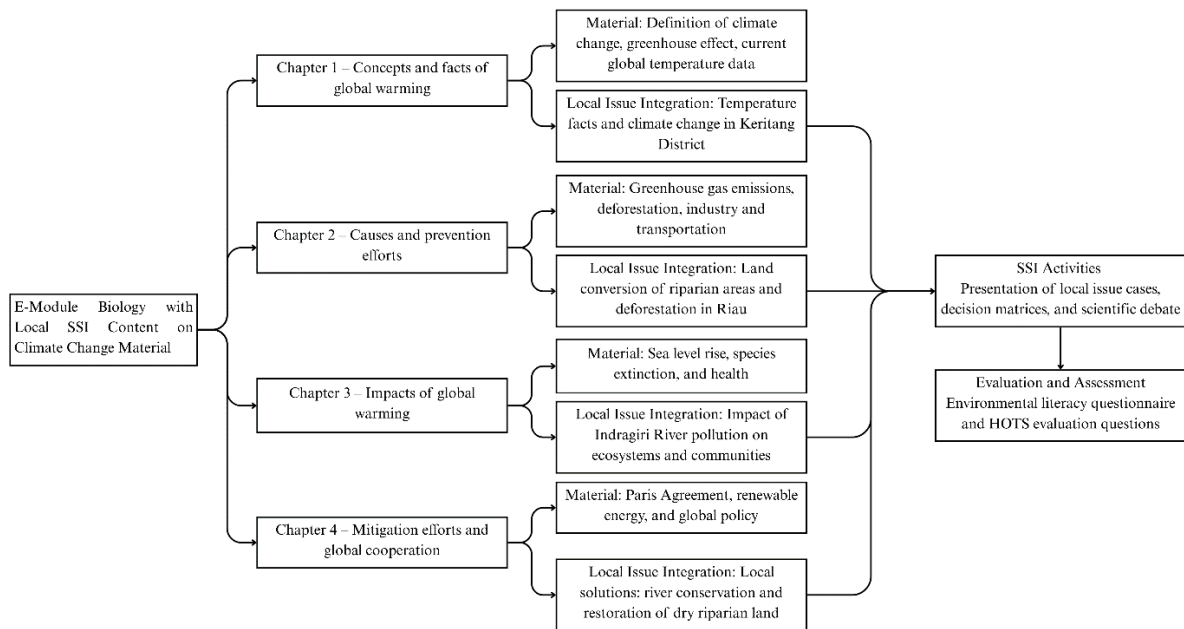 E-Module Biology with
Local SSI Content on
Climate Change Material
Chapter 1 – Concepts and facts of
global warming
Material: Definition of climate
change, greenhouse effect, current
global temperature data
Local Issue Integration: Temperature
facts and climate change in Keritang
District
Chapter 2 – Causes and prevention
efforts
Material: Greenhouse gas emissions,
deforestation, industry and
transportation
Local Issue Integration: Land
conversion of riparian areas and
deforestation in Riau
Chapter 3 – Impacts of global
warming
Material: Sea level rise, species
extinction, and health
Local Issue Integration: Impact of
Indragiri River pollution on
ecosystems and communities
Chapter 4 – Mitigation efforts and
global cooperation
Material: Paris Agreement, renewable
energy, and global policy
Local Issue Integration: Local
solutions: river conservation and
restoration of dry riparian land
SSI Activities
Presentation of local issue cases,
decision matrices, and scientific debate
Evaluation and Assessment
Environmental literacy questionnaire
and HOTS evaluation questions